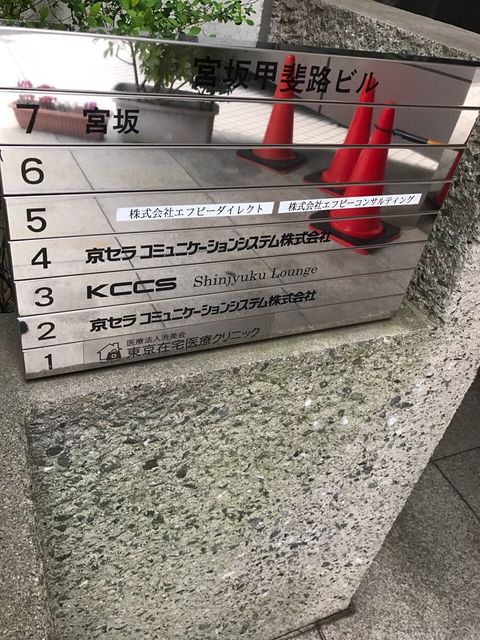 宮坂甲斐路ビル
7 宮坂
6
5 株式会社エフピーダイレクト 株式会社エフピーコンサルティング
4 京セラ コミュニケーションシステム株式会社
3 KCCS Shinjyuku Lounge
2 京セラ コミュニケーションシステム株式会社
1 医療法人社団渋美会
東京在宅医療クリニック